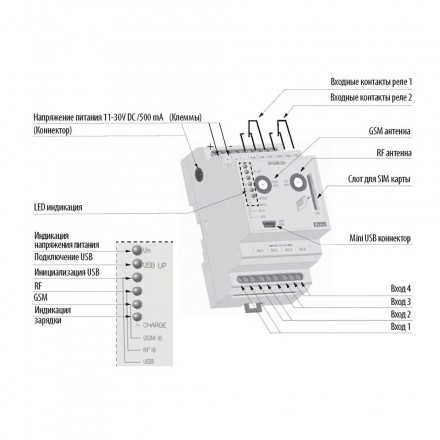 Входные контакты реле 1
Входные контакты реле 2
Напряжение питания 11-30V DC /500 mA (Клеммы)
(Коннектор)
GSM антенна
RF антенна
Слот для SIM карты
LED индикация
Mini USB коннектор
Индикация
напряжения питания
Подключение USB
Инициализация USB
RF
GSM
Индикация
зарядки
Un
USB UP
CHARGE
GSM
RF
USB
Вход 4
Вход 3
Вход 2
Вход 1